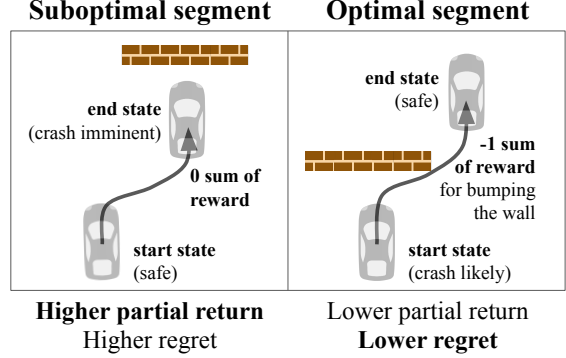 Suboptimal segment
end state
(crash imminent)
0 sum of
reward
start state
(safe)
Higher partial return
Higher regret
Optimal segment
end state
(safe)
-1 sum
of reward
for bumping
the wall
start state
(crash likely)
Lower partial return
Lower regret